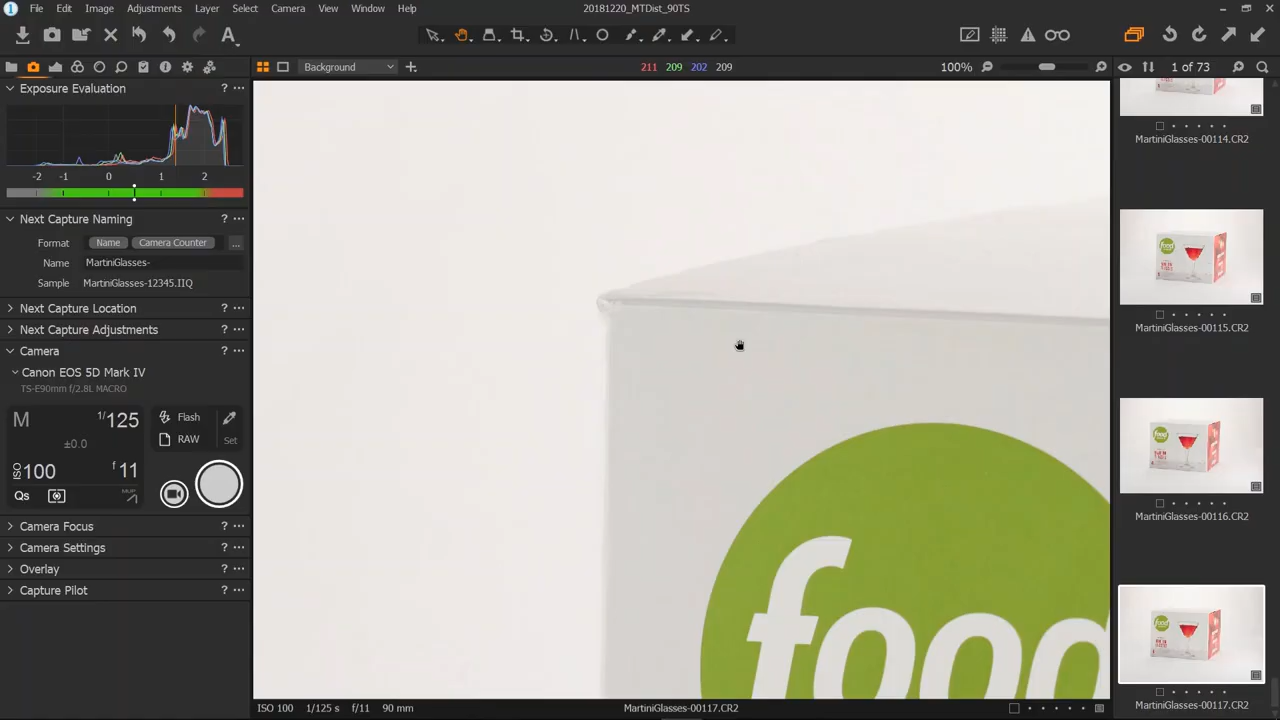 File Edit Image Adjustments Layer Select Camera View Window Help
20181220_MTDist_90TS
Background
211 209 202 209
100%
1 of 73
Exposure Evaluation ? ...
-2 -1 0 1 2
Next Capture Naming ? ...
Format Name Camera Counter ...
Name MartiniGlasses-
Sample MartiniGlasses-12345.IIQ
Next Capture Location ? ...
Next Capture Adjustments ? ...
Camera ? ...
Canon EOS 5D Mark IV
TS-E90mm f/2.8L MACRO
M 1/125 Flash
±0.0 RAW Set
ISO 100 f 11
Qs MUP
Camera Focus ? ...
Camera Settings ? ...
Overlay ? ...
Capture Pilot ? ...
food
MartiniGlasses-00114.CR2
food
MartiniGlasses-00115.CR2
food
MartiniGlasses-00116.CR2
food
MartiniGlasses-00117.CR2
ISO 100 1/125 s f/11 90 mm
MartiniGlasses-00117.CR2